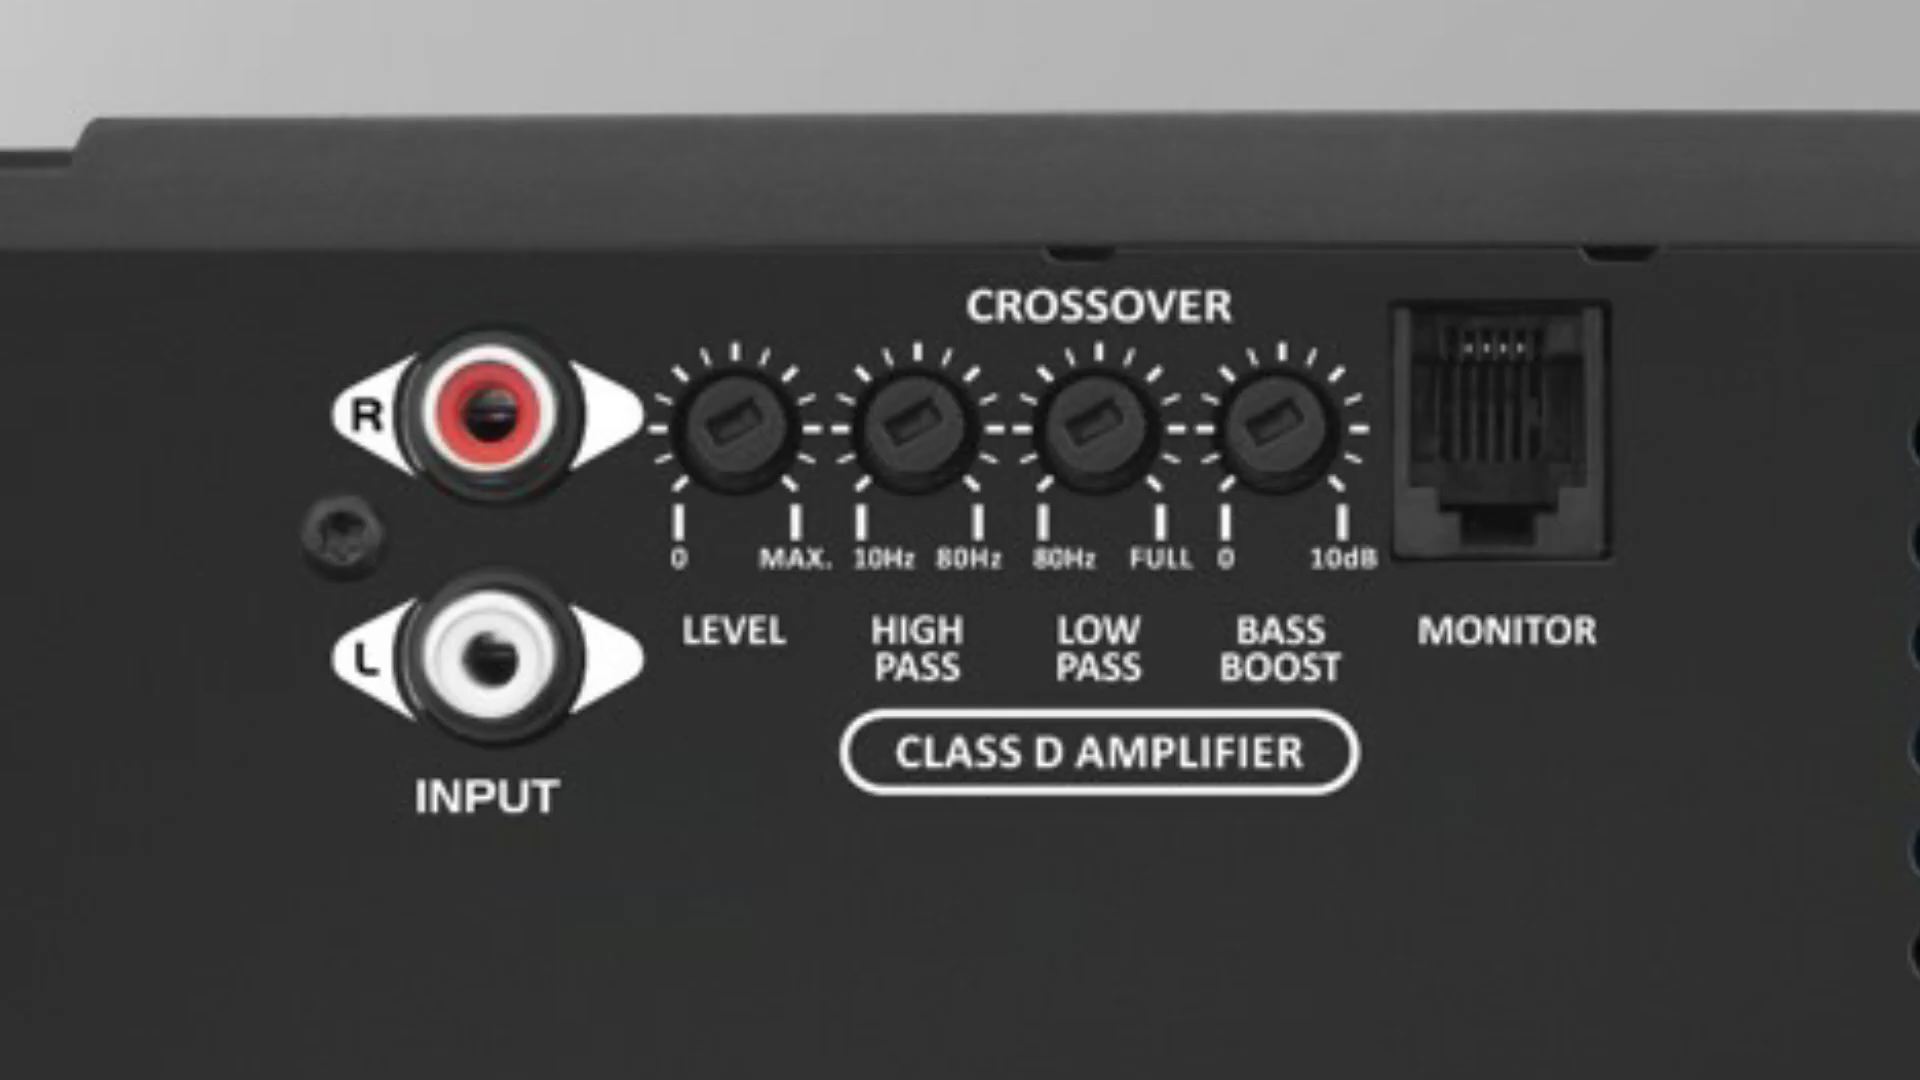 CROSSOVER
R
0 MAX. 10Hz 80Hz 80Hz FULL 0 10dB
LEVEL
HIGH PASS
LOW PASS
BASS BOOST
MONITOR
L
CLASS D AMPLIFIER
INPUT